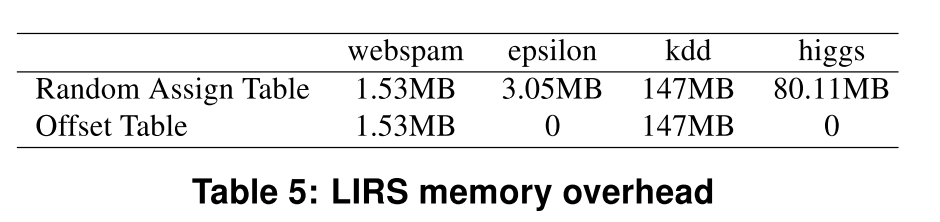 webspam epsilon kdd higgs
Random Assign Table 1.53MB 3.05MB 147MB 80.11MB
Offset Table 1.53MB 0 147MB 0
Table 5: LIRS memory overhead